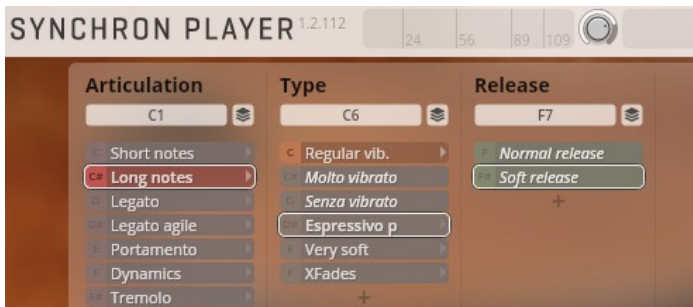 SYNCHRON PLAYER 1.2.112
24 56 89 109
Articulation Type Release
C1 C6 F7
C Short notes C Regular vib. F Normal release
C# Long notes C# Molto vibrato F# Soft release
D Legato D Senza vibrato +
D# Legato agile D# Espressivo p
E Portamento E Very soft
F Dynamics F XFades
F# Tremolo +